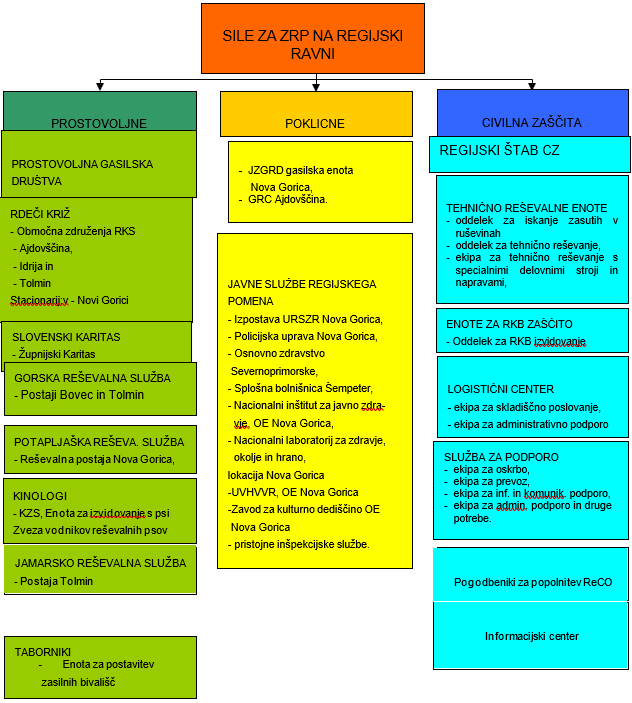 SILE ZA ZRP NA REGIJSKI
RAVNI
PROSTOVOLJNE
PROSTOVOLJNA GASILSKA
DRUŠTVA
RDEČI KRIŽ
- Območna združenja RKS
- Ajdovščina,
- Idrija in
- Tolmin
Stacionarij:v - Novi Gorici
SLOVENSKI KARITAS
- Župnijski Karitas
GORSKA REŠEVALNA SLUŽBA
- Postaji Bovec in Tolmin
POTAPLJAŠKA REŠEVA. SLUŽBA
- Reševalna postaja Nova Gorica,
KINOLOGI
- KZS, Enota za izvidovanje s psi
Zveza vodnikov reševalnih psov
JAMARSKO REŠEVALNA SLUŽBA
- Postaja Tolmin
TABORNIKI
- Enota za postavitev
zasilnih bivališč
POKLICNE
- JZGRD gasilska enota
Nova Gorica,
- GRC Ajdovščina.
JAVNE SLUŽBE REGIJSKEGA
POMENA
- Izpostava URSZR Nova Gorica,
- Policijska uprava Nova Gorica,
- Osnovno zdravstvo
Severnoprimorske,
- Splošna bolnišnica Šempeter,
- Nacionalni inštitut za javno zdra-
vje, OE Nova Gorica,
- Nacionalni laboratorij za zdravje,
okolje in hrano,
lokacija Nova Gorica
-UVHVVR, OE Nova Gorica
-Zavod za kulturno dediščino OE
Nova Gorica
- pristojne inšpekcijske službe.
CIVILNA ZAŠČITA
REGIJSKI ŠTAB CZ
TEHNIČNO REŠEVALNE ENOTE
- oddelek za iskanje zasutih v
ruševinah
- oddelek za tehnično reševanje,
- ekipa za tehnično reševanje s
specialnimi delovnimi stroji in
napravami,
ENOTE ZA RKB ZAŠČITO
- Oddelek za RKB izvidovanje
LOGISTIČNI CENTER
- ekipa za skladiščno poslovanje,
- ekipa za administrativno podporo
SLUŽBA ZA PODPORO
- ekipa za oskrbo,
- ekipa za prevoz,
- ekipa za inf. in komunik. podporo,
- ekipa za admin. podporo in druge
potrebe.
Pogodbeniki za popolnitev ReCO
Informacijski center